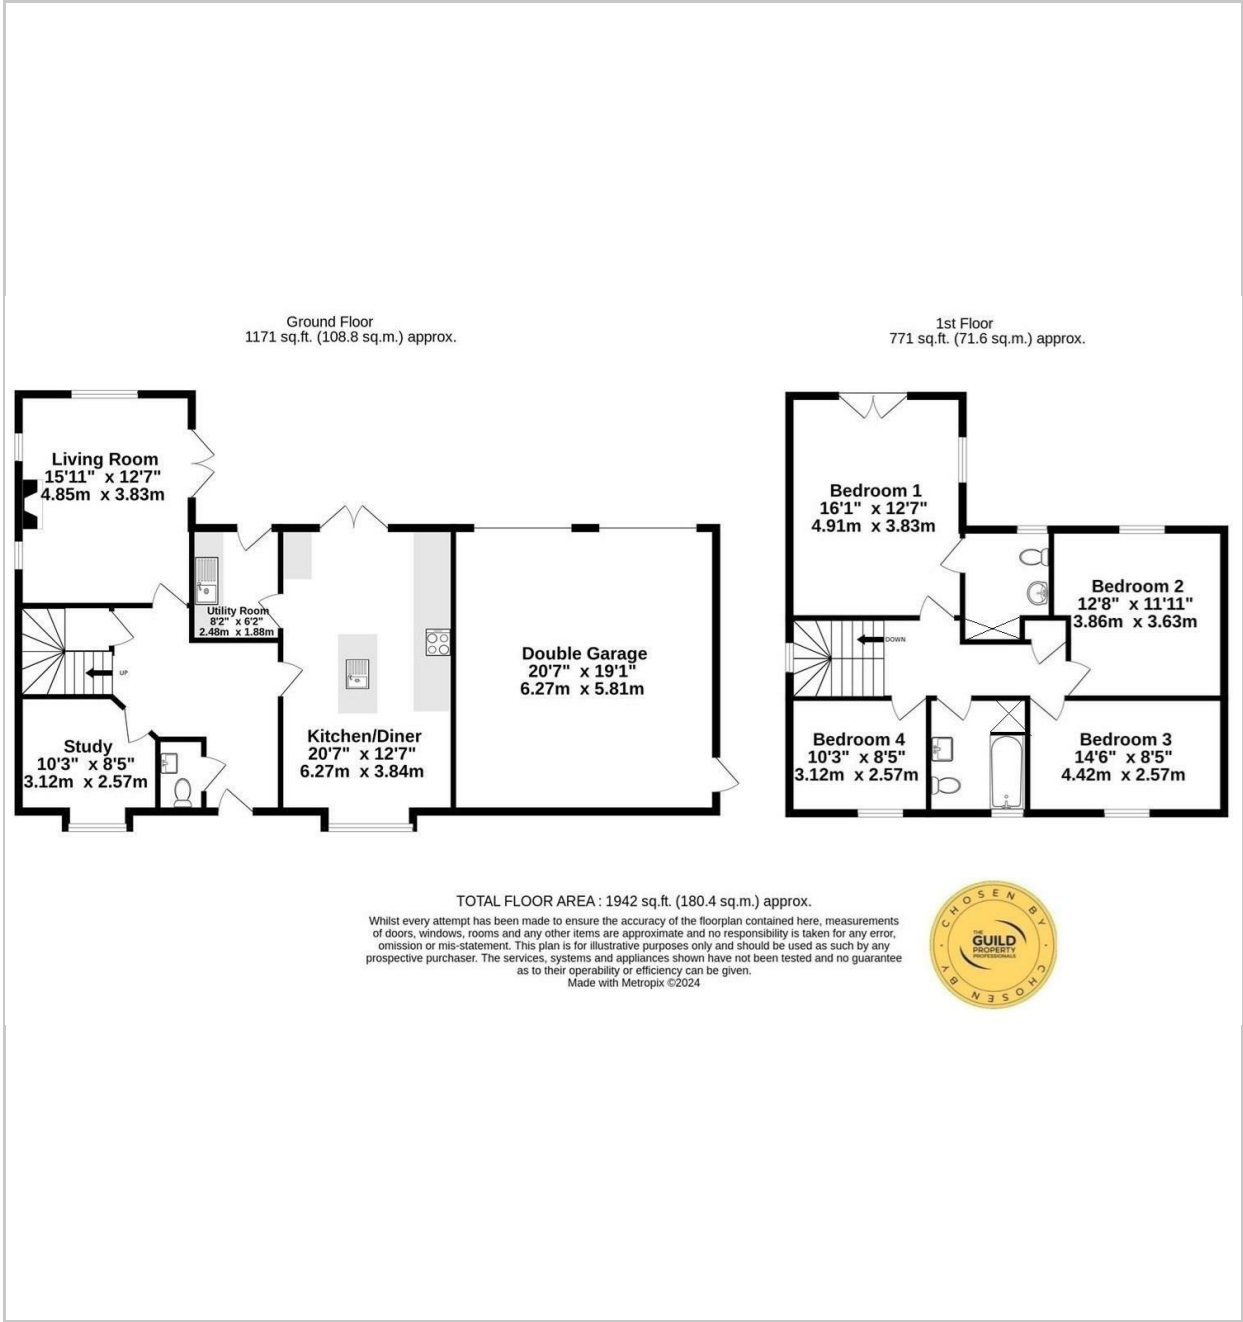 Ground Floor
1171 sq.ft. (108.8 sq.m.) approx.
1st Floor
771 sq.ft. (71.6 sq.m.) approx.
Living Room
15'11" x 12'7"
4.85m x 3.83m
Utility Room
8'2" x 6'2"
2.48m x 1.88m
UP
Study
10'3" x 8'5"
3.12m x 2.57m
Kitchen/Diner
20'7" x 12'7"
6.27m x 3.84m
Double Garage
20'7" x 19'1"
6.27m x 5.81m
Bedroom 1
16'1" x 12'7"
4.91m x 3.83m
Bedroom 2
12'8" x 11'11"
3.86m x 3.63m
DOWN
Bedroom 4
10'3" x 8'5"
3.12m x 2.57m
Bedroom 3
14'6" x 8'5"
4.42m x 2.57m
TOTAL FLOOR AREA : 1942 sq.ft. (180.4 sq.m.) approx.
Whilst every attempt has been made to ensure the accuracy of the floorplan contained here, measurements
of doors, windows, rooms and any other items are approximate and no responsibility is taken for any error,
omission or mis-statement. This plan is for illustrative purposes only and should be used as such by any
prospective purchaser. The services, systems and appliances shown have not been tested and no guarantee
as to their operability or efficiency can be given.
Made with Metropix ©2024
CHOSEN BY · CHOSEN BY ·
THE
GUILD
PROPERTY
PROFESSIONALS